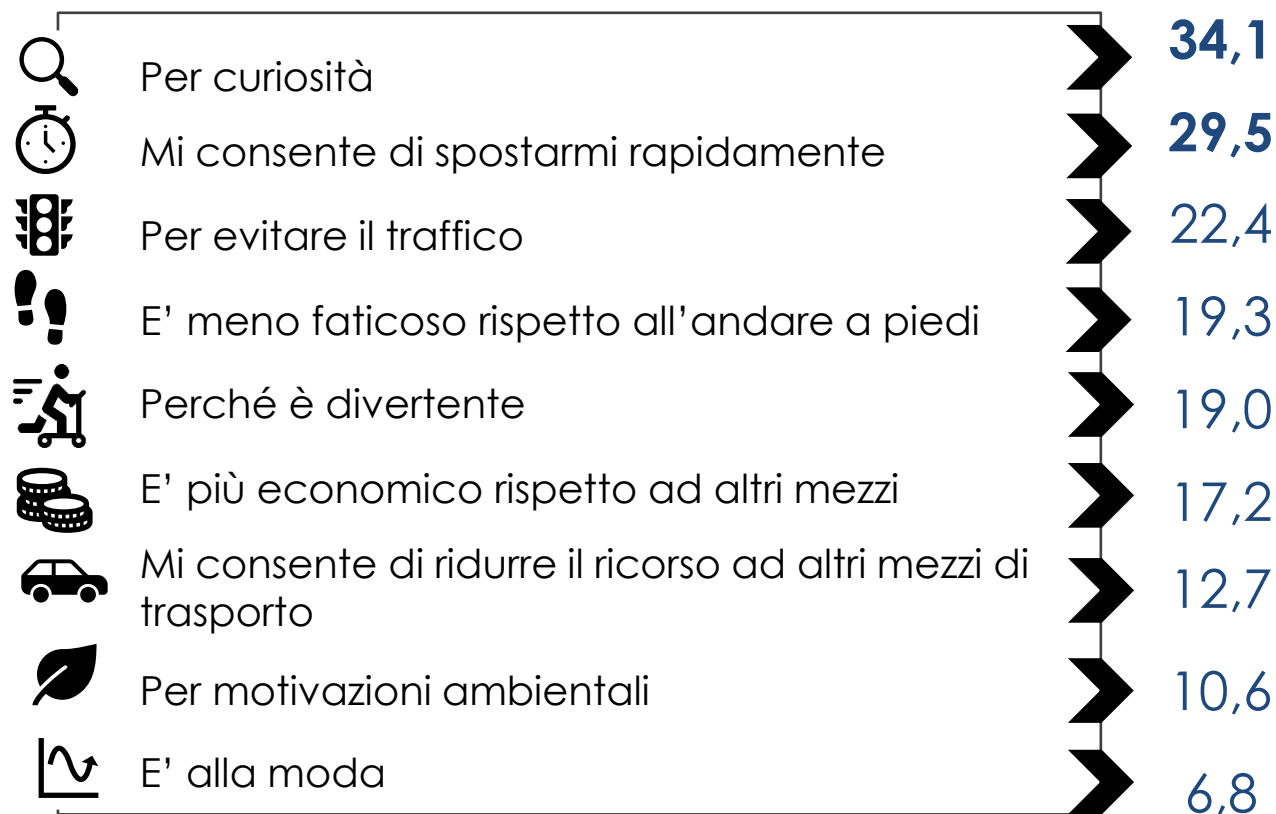 Per curiosità 34,1
Mi consente di spostarmi rapidamente 29,5
Per evitare il traffico 22,4
E’ meno faticoso rispetto all’andare a piedi 19,3
Perché è divertente 19,0
E’ più economico rispetto ad altri mezzi 17,2
Mi consente di ridurre il ricorso ad altri mezzi di
trasporto 12,7
Per motivazioni ambientali 10,6
E’ alla moda 6,8